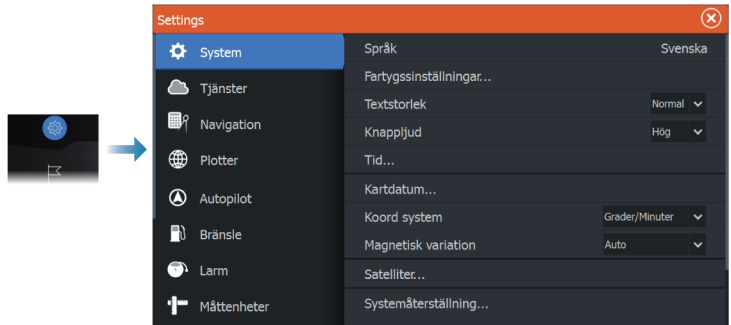 Settings
System
Tjänster
Navigation
Plotter
Autopilot
Bränsle
Larm
Måttenheter
Språk Svenska
Fartygssinställningar...
Textstorlek Normal
Knappljud Hög
Tid...
Kartdatum...
Koord system Grader/Minuter
Magnetisk variation Auto
Satelliter...
Systemåterställning...